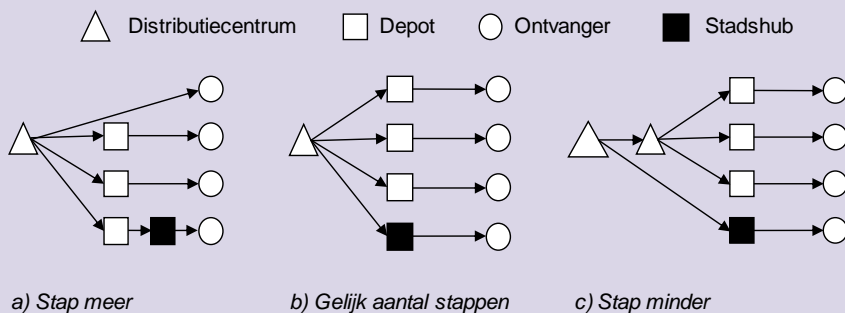 Distributiecentrum Depot Ontvanger Stadshub
a) Stap meer b) Gelijk aantal stappen c) Stap minder